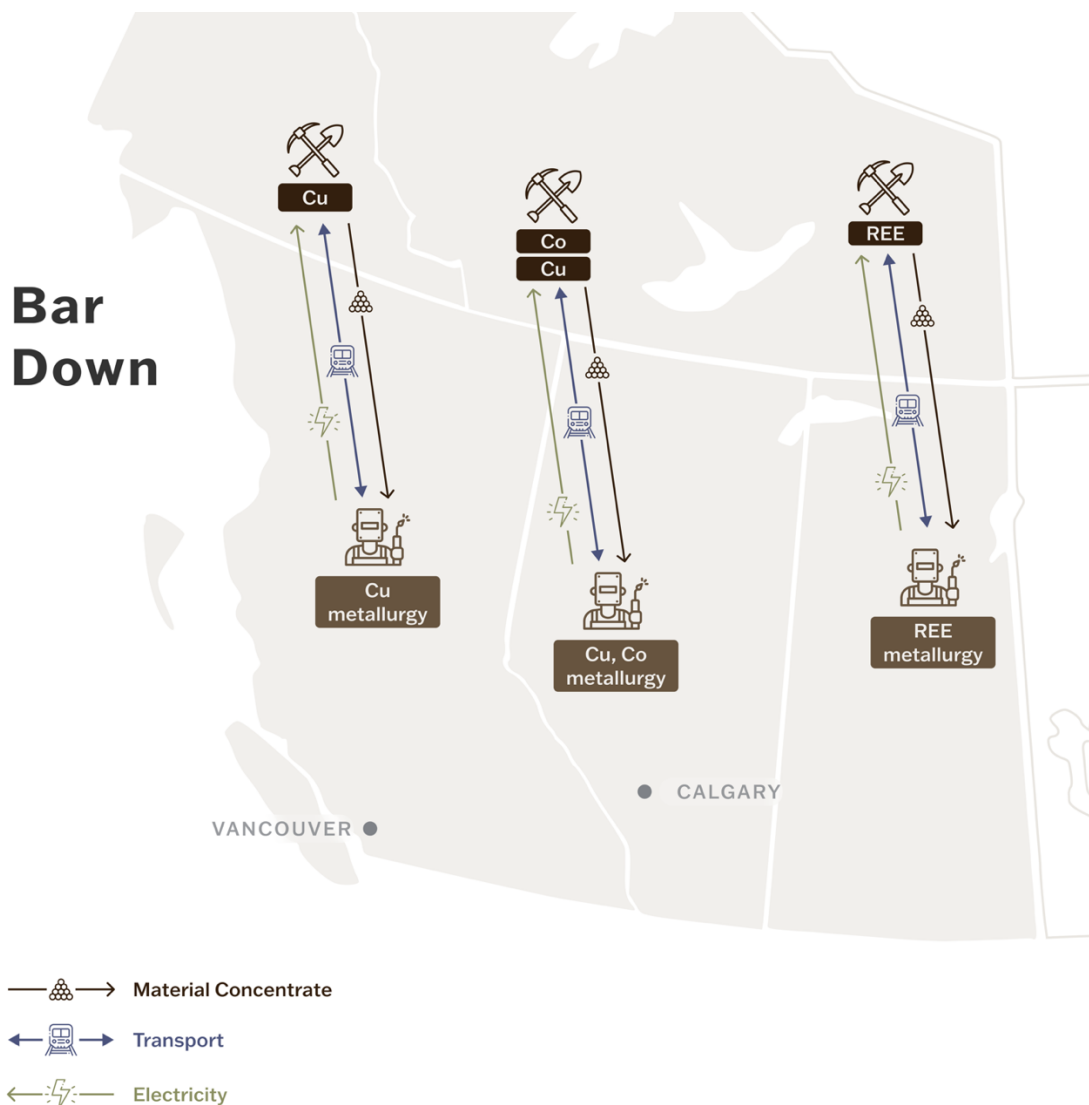 Cu
Co
Cu
REE
Bar
Down
Cu
metallurgy
Cu, Co
metallurgy
REE
metallurgy
CALGARY
VANCOUVER
Material Concentrate
Transport
Electricity